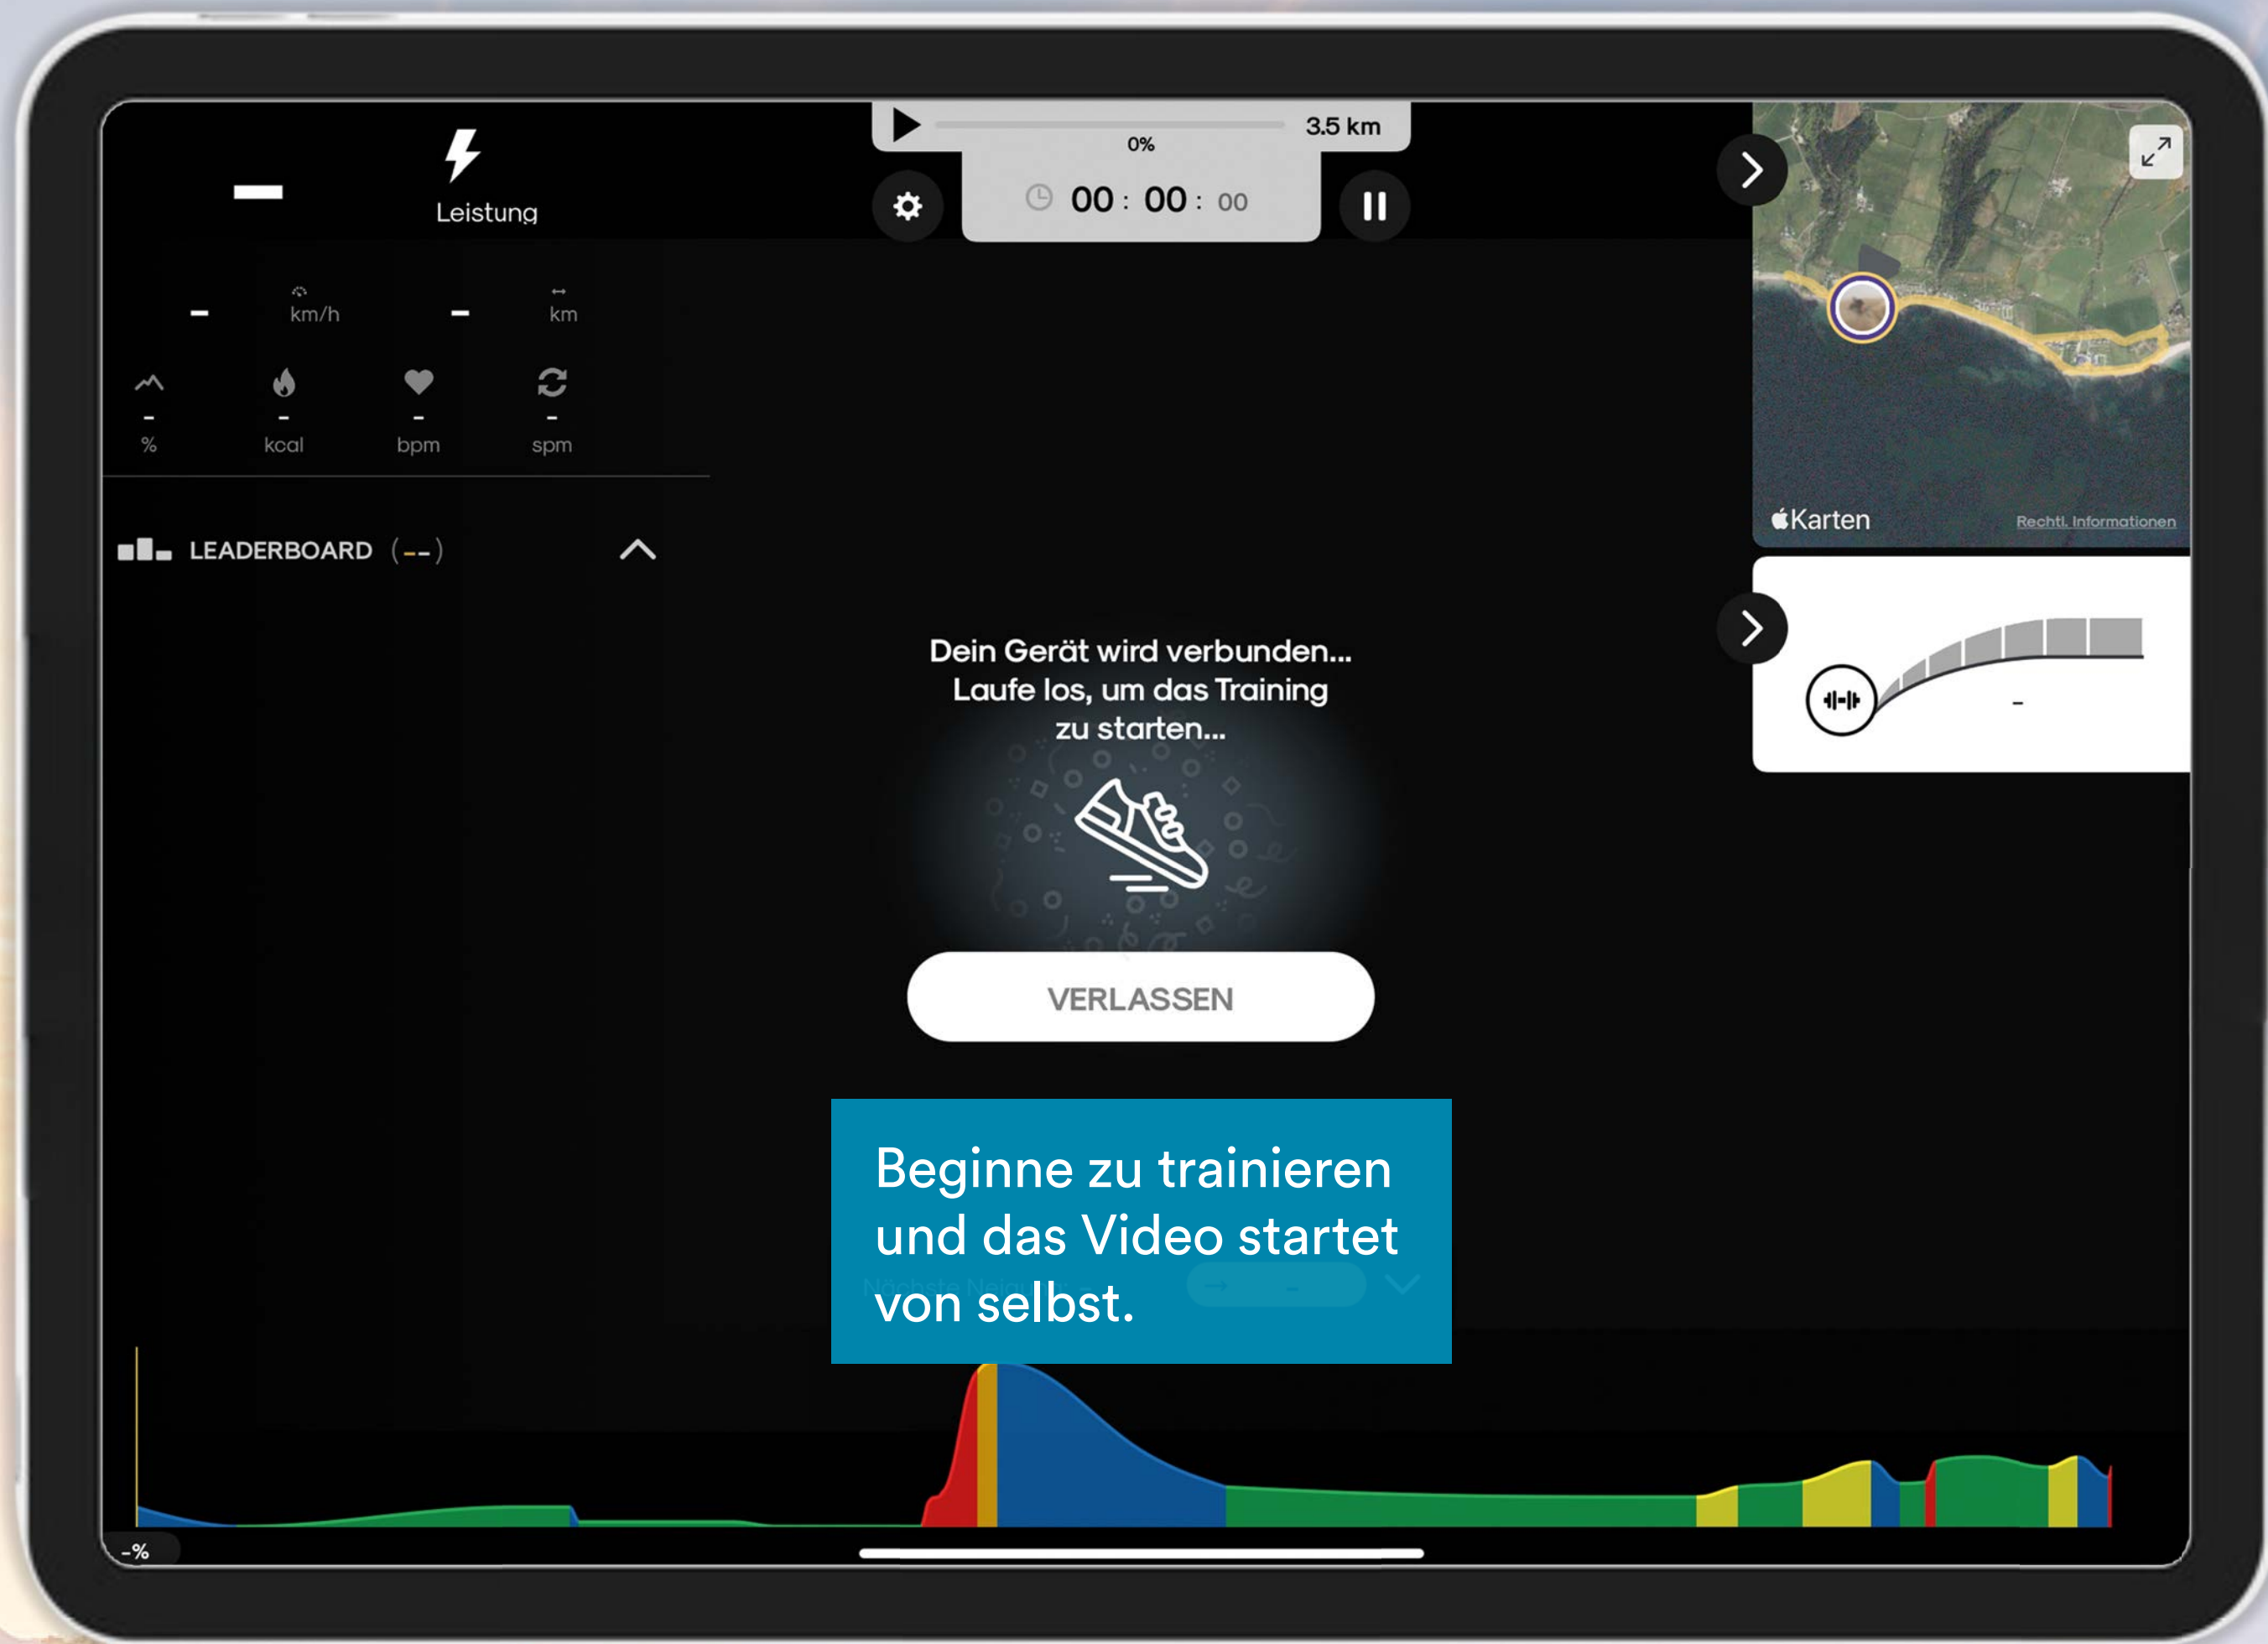 Leistung
3.5 km
0%
00 : 00 : 00
- km/h
- km
-
%
-
kcal
-
bpm
-
spm
LEADERBOARD (--)
Karten
Rechtl. Informationen
-
Dein Gerät wird verbunden...
Laufe los, um das Training
zu starten...
VERLASSEN
Beginne zu trainieren
und das Video startet
von selbst.
-%